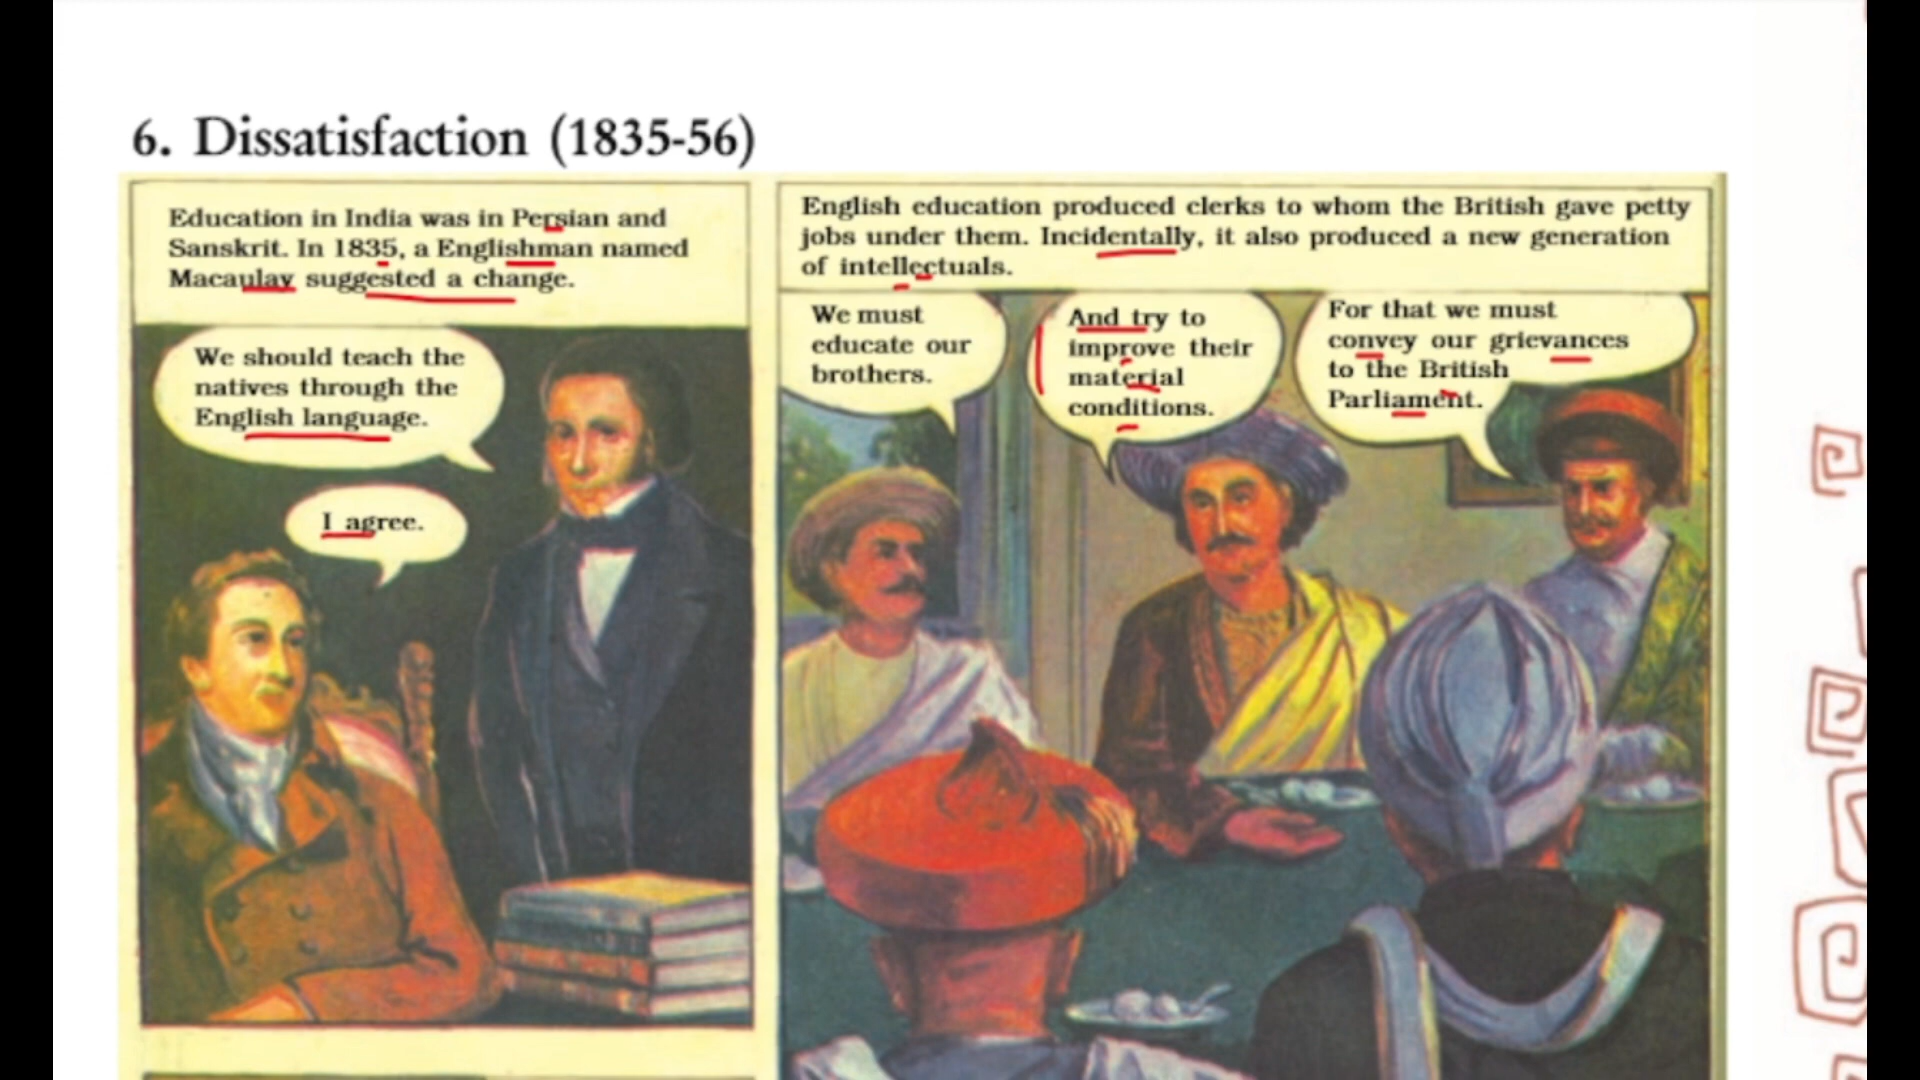 6. Dissatisfaction (1835-56)
Education in India was in Persian and
Sanskrit. In 1835, a Englishman named
Macaulay suggested a change.
We should teach the
natives through the
English language.
I agree.
English education produced clerks to whom the British gave petty
jobs under them. Incidentally, it also produced a new generation
of intellectuals.
We must
educate our
brothers.
And try to
improve their
material
conditions.
For that we must
convey our grievances
to the British
Parliament.